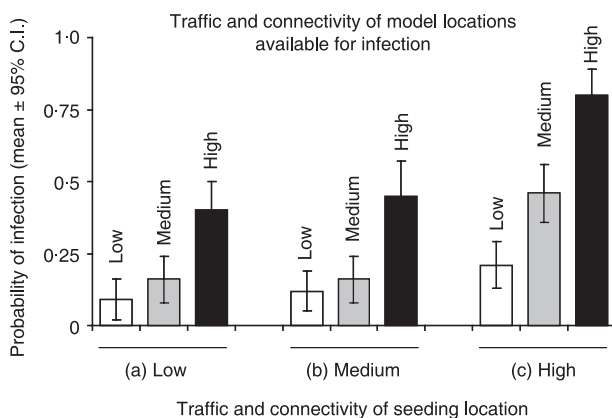 Traffic and connectivity of model locations
available for infection
Probability of infection (mean ± 95% C.I.)
1·0
0·75
0·5
0·25
0
Low
Medium
High
Low
Medium
High
Low
Medium
High
(a) Low
(b) Medium
(c) High
Traffic and connectivity of seeding location